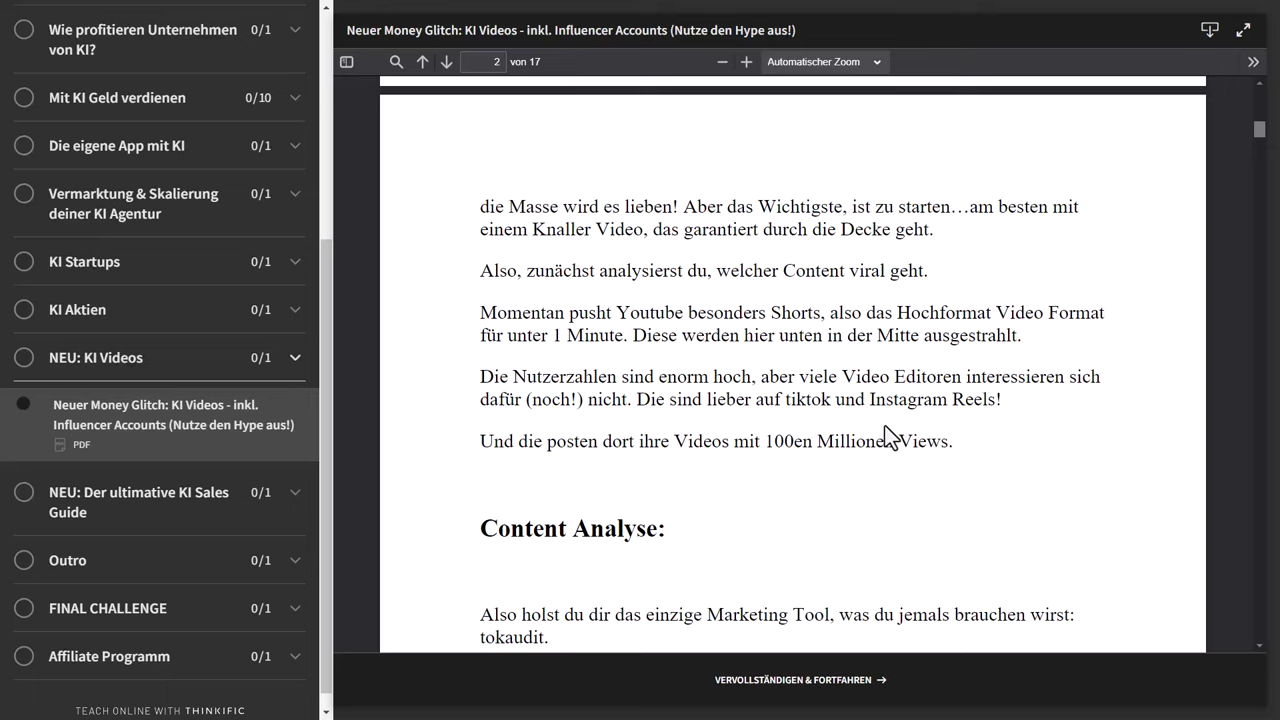 Wie profitieren Unternehmen
von KI?
0/1
Mit KI Geld verdienen
0/10
Die eigene App mit KI
0/1
Vermarktung & Skalierung
deiner KI Agentur
0/1
KI Startups
0/1
KI Aktien
0/1
NEU: KI Videos
0/1
Neuer Money Glitch: KI Videos - inkl.
Influencer Accounts (Nutze den Hype aus!)
PDF
NEU: Der ultimative KI Sales
Guide
0/1
Outro
0/1
FINAL CHALLENGE
0/1
Affiliate Programm
0/1
TEACH ONLINE WITH THINKIFIC
Neuer Money Glitch: KI Videos - inkl. Influencer Accounts (Nutze den Hype aus!)
2 von 17
Automatischer Zoom
die Masse wird es lieben! Aber das Wichtigste, ist zu starten…am besten mit
einem Knaller Video, das garantiert durch die Decke geht.
Also, zunächst analysierst du, welcher Content viral geht.
Momentan pusht Youtube besonders Shorts, also das Hochformat Video Format
für unter 1 Minute. Diese werden hier unten in der Mitte ausgestrahlt.
Die Nutzerzahlen sind enorm hoch, aber viele Video Editoren interessieren sich
dafür (noch!) nicht. Die sind lieber auf tiktok und Instagram Reels!
Und die posten dort ihre Videos mit 100en Millionen Views.
Content Analyse:
Also holst du dir das einzige Marketing Tool, was du jemals brauchen wirst:
tokaudit.
VERVOLLSTÄNDIGEN & FORTFAHREN →